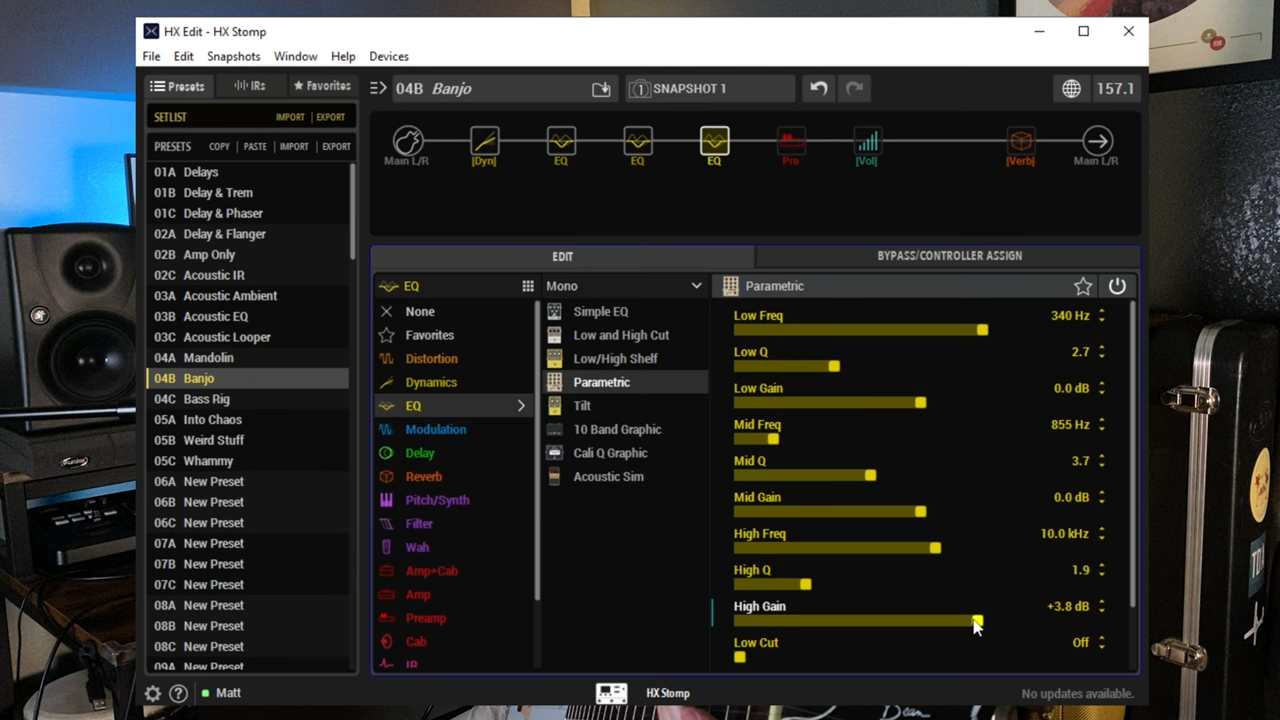 HX Edit - HX Stomp
File Edit Snapshots Window Help Devices
Presets IRs Favorites
04B Banjo
1 SNAPSHOT 1
157.1
SETLIST IMPORT | EXPORT
PRESETS COPY | PASTE | IMPORT | EXPORT
Main L/R |Dyn| EQ EQ EQ Pre |Vol| |Verb| Main L/R
01A Delays
01B Delay & Trem
01C Delay & Phaser
02A Delay & Flanger
02B Amp Only
02C Acoustic IR
03A Acoustic Ambient
03B Acoustic EQ
03C Acoustic Looper
04A Mandolin
04B Banjo
04C Bass Rig
05A Into Chaos
05B Weird Stuff
05C Whammy
06A New Preset
06B New Preset
06C New Preset
07A New Preset
07B New Preset
07C New Preset
08A New Preset
08B New Preset
08C New Preset
09A New Preset
EDIT
BYPASS/CONTROLLER ASSIGN
EQ
None
Favorites
Distortion
Dynamics
EQ
Modulation
Delay
Reverb
Pitch/Synth
Filter
Wah
Amp+Cab
Amp
Preamp
Cab
IR
Mono
Simple EQ
Low and High Cut
Low/High Shelf
Parametric
Tilt
10 Band Graphic
Cali Q Graphic
Acoustic Sim
Parametric
Low Freq 340 Hz
Low Q 2.7
Low Gain 0.0 dB
Mid Freq 855 Hz
Mid Q 3.7
Mid Gain 0.0 dB
High Freq 10.0 kHz
High Q 1.9
High Gain +3.8 dB
Low Cut Off
Matt
HX Stomp
No updates available.